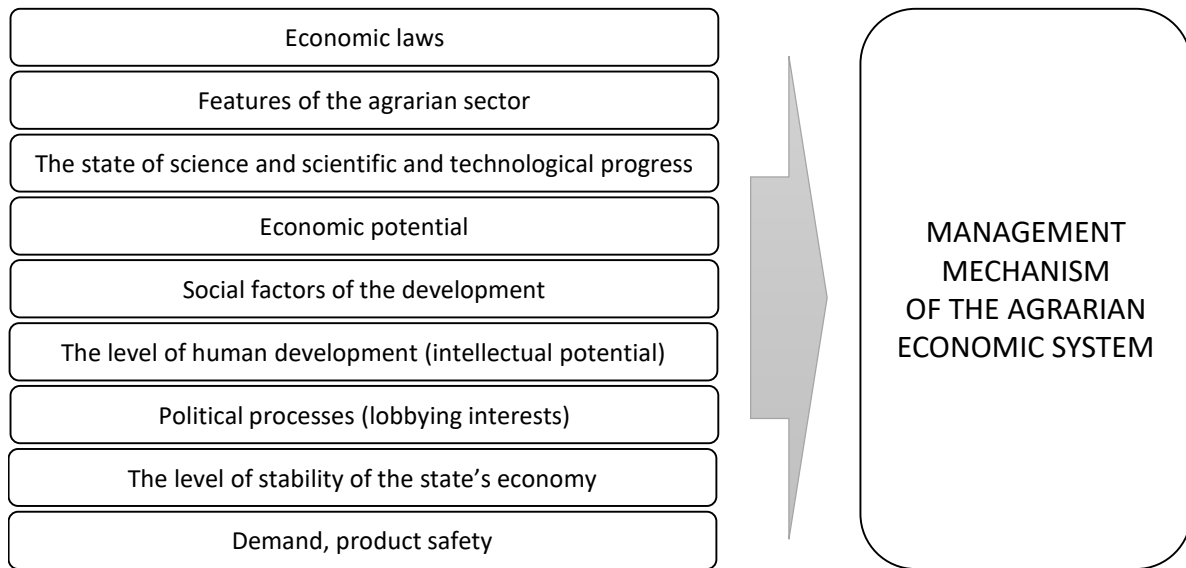 Economic laws
Features of the agrarian sector
The state of science and scientific and technological progress
Economic potential
Social factors of the development
The level of human development (intellectual potential)
Political processes (lobbying interests)
The level of stability of the state’s economy
Demand, product safety
MANAGEMENT
MECHANISM
OF THE AGRARIAN
ECONOMIC SYSTEM